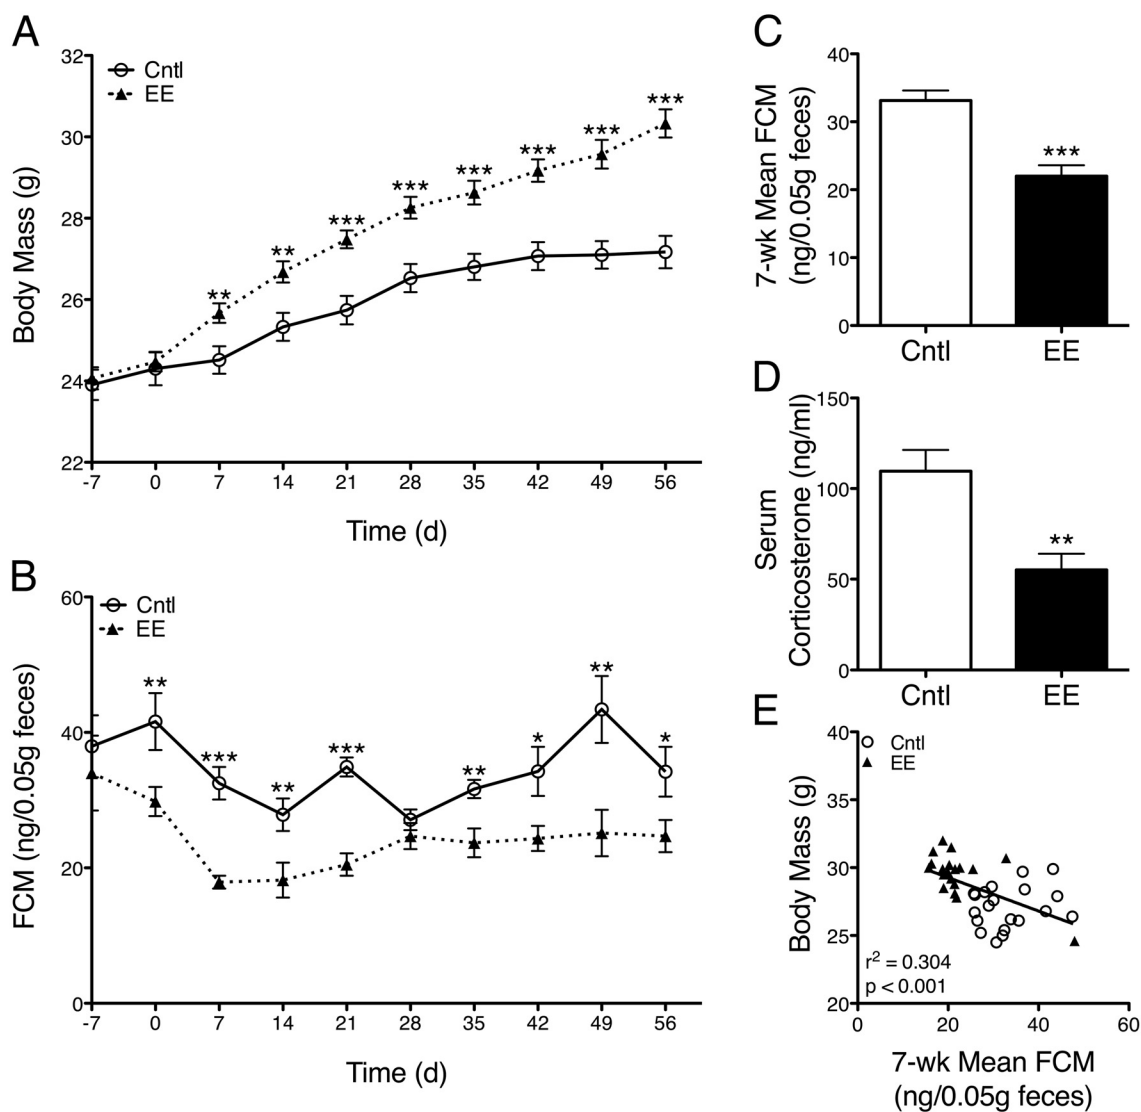 A
Body Mass (g)
32
30
28
26
24
22
Cntl
EE
**
**
***
***
***
***
***
***
-7 0 7 14 21 28 35 42 49 56
Time (d)
B
FCM (ng/0.05g feces)
60
40
20
0
Cntl
EE
**
***
**
***
**
*
**
*
-7 0 7 14 21 28 35 42 49 56
Time (d)
C
7-wk Mean FCM
(ng/0.05g feces)
40
30
20
10
0
***
Cntl EE
D
Serum
Corticosterone (ng/ml)
150
100
50
0
**
Cntl EE
E
Body Mass (g)
40
35
30
25
20
Cntl
EE
r² = 0.304
p < 0.001
0 20 40 60
7-wk Mean FCM
(ng/0.05g feces)